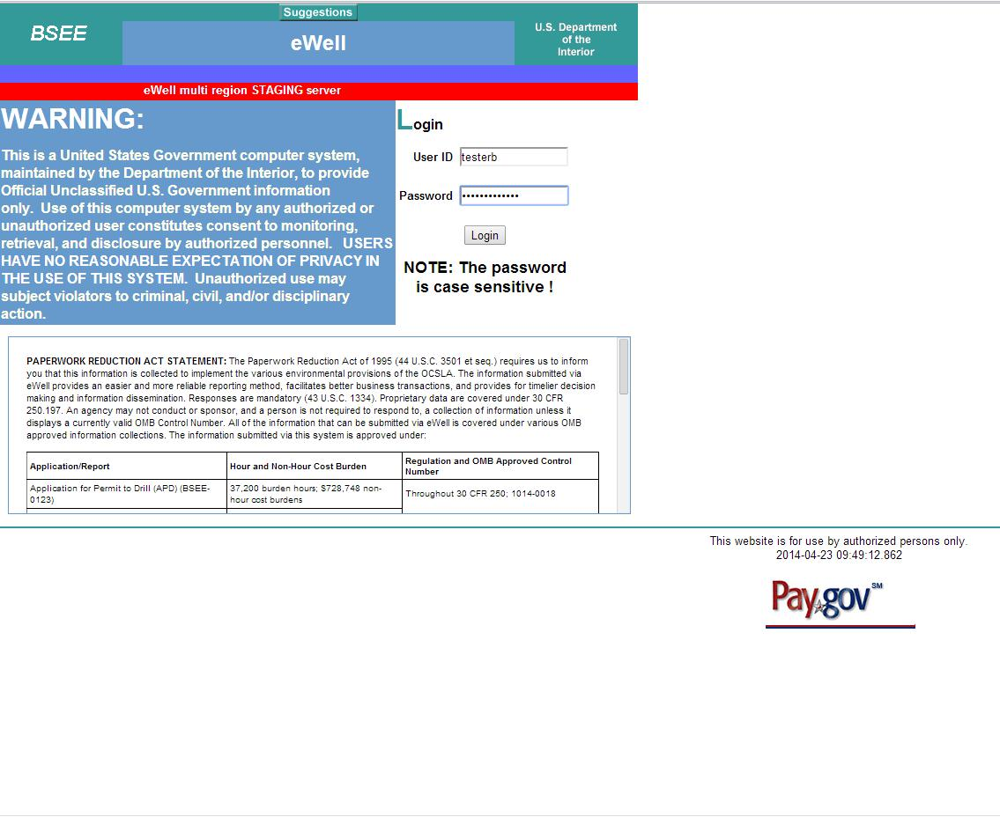 Suggestions
BSEE
eWell
U.S. Department
of the
Interior
eWell multi region STAGING server
WARNING:
This is a United States Government computer system,
maintained by the Department of the Interior, to provide
Official Unclassified U.S. Government information
only.  Use of this computer system by any authorized or
unauthorized user constitutes consent to monitoring,
retrieval, and disclosure by authorized personnel.   USERS
HAVE NO REASONABLE EXPECTATION OF PRIVACY IN
THE USE OF THIS SYSTEM.  Unauthorized use may
subject violators to criminal, civil, and/or disciplinary
action.
Login
User ID testerb
Password •••••••••••••
Login
NOTE: The password
is case sensitive !
PAPERWORK REDUCTION ACT STATEMENT: The Paperwork Reduction Act of 1995 (44 U.S.C. 3501 et seq.) requires us to inform
you that this information is collected to implement the various environmental provisions of the OCSLA. The information submitted via
eWell provides an easier and more reliable reporting method, facilitates better business transactions, and provides for timelier decision
making and information dissemination. Responses are mandatory (43 U.S.C. 1334). Proprietary data are covered under 30 CFR
250.197. An agency may not conduct or sponsor, and a person is not required to respond to, a collection of information unless it
displays a currently valid OMB Control Number. All of the information that can be submitted via eWell is covered under various OMB
approved information collections. The information submitted via this system is approved under:
Application/Report
Hour and Non-Hour Cost Burden
Regulation and OMB Approved Control
Number
Application for Permit to Drill (APD) (BSEE-
0123)
37,200 burden hours; $728,748 non-
hour cost burdens
Throughout 30 CFR 250; 1014-0018
This website is for use by authorized persons only.
2014-04-23 09:49:12.862
Pay.gov SM